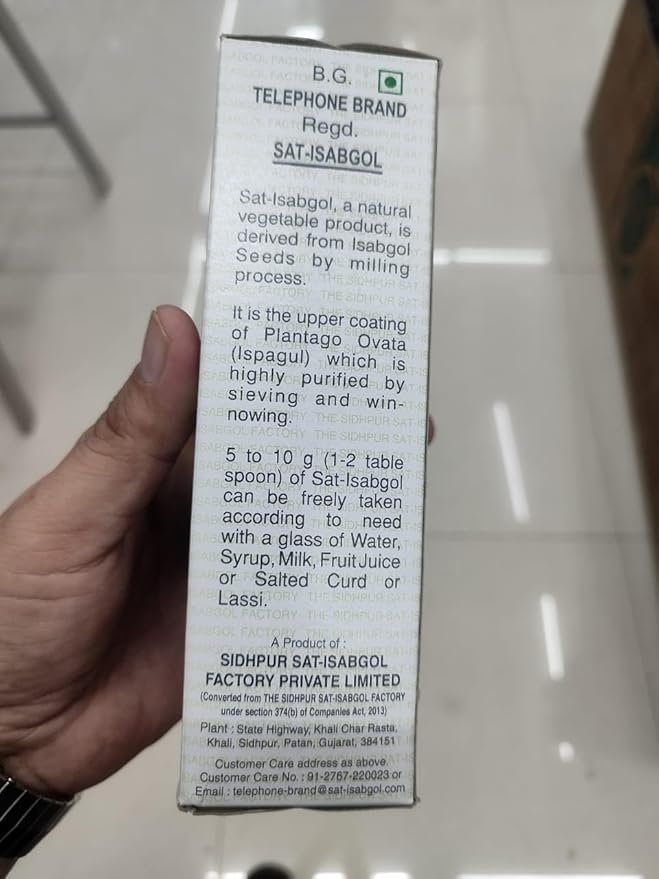 B.G.
TELEPHONE BRAND
Regd.
SAT-ISABGOL
Sat-Isabgol, a natural
vegetable product, is
derived from Isabgol
Seeds by milling
process.
It is the upper coating
of Plantago Ovata
(Ispagul) which is
highly purified by
sieving and win-
nowing.
5 to 10 g (1-2 table
spoon) of Sat-Isabgol
can be freely taken
according to need
with a glass of Water,
Syrup, Milk, Fruit Juice
or Salted Curd or
Lassi.
A Product of :
SIDHPUR SAT-ISABGOL
FACTORY PRIVATE LIMITED
(Converted from THE SIDHPUR SAT-ISABGOL FACTORY
under section 374(b) of Companies Act, 2013)
Plant : State Highway, Khali Char Rasta,
Khali, Sidhpur, Patan, Gujarat, 384151
Customer Care address as above.
Customer Care No. : 91-2767-220023 or
Email : telephone-brand@sat-isabgol.com